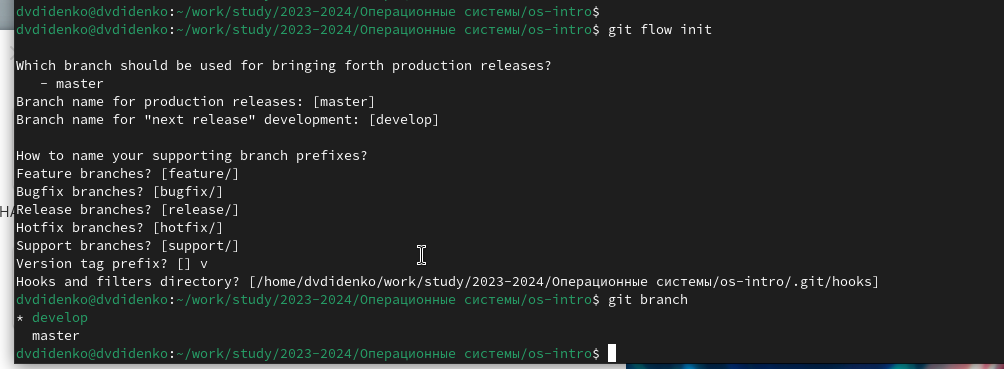 dvdidenko@dvdidenko:~/work/study/2023-2024/Операционные системы/os-intro$
dvdidenko@dvdidenko:~/work/study/2023-2024/Операционные системы/os-intro$ git flow init
Which branch should be used for bringing forth production releases?
   - master
Branch name for production releases: [master]
Branch name for "next release" development: [develop]
How to name your supporting branch prefixes?
Feature branches? [feature/]
Bugfix branches? [bugfix/]
Release branches? [release/]
Hotfix branches? [hotfix/]
Support branches? [support/]
Version tag prefix? [] v
Hooks and filters directory? [/home/dvdidenko/work/study/2023-2024/Операционные системы/os-intro/.git/hooks]
dvdidenko@dvdidenko:~/work/study/2023-2024/Операционные системы/os-intro$ git branch
* develop
  master
dvdidenko@dvdidenko:~/work/study/2023-2024/Операционные системы/os-intro$